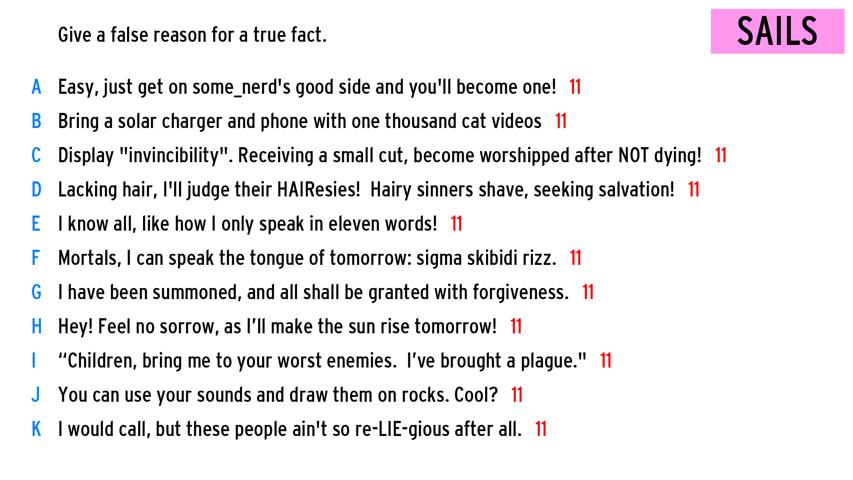 Give a false reason for a true fact.
SAILS
A Easy, just get on some_nerd's good side and you'll become one! 11
B Bring a solar charger and phone with one thousand cat videos 11
C Display "invincibility". Receiving a small cut, become worshipped after NOT dying! 11
D Lacking hair, I'll judge their HAIResies!  Hairy sinners shave, seeking salvation! 11
E I know all, like how I only speak in eleven words! 11
F Mortals, I can speak the tongue of tomorrow: sigma skibidi rizz. 11
G I have been summoned, and all shall be granted with forgiveness. 11
H Hey! Feel no sorrow, as I’ll make the sun rise tomorrow! 11
I “Children, bring me to your worst enemies.  I’ve brought a plague." 11
J You can use your sounds and draw them on rocks. Cool? 11
K I would call, but these people ain't so re-LIE-gious after all. 11